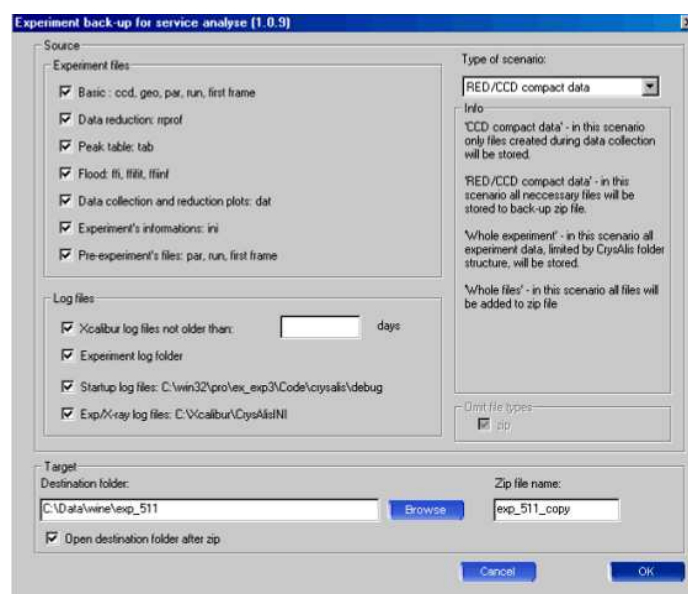 Experiment back-up for service analyse (1.0.9)
Source
Experiment files
Basic : ccd, geo, par, run, first frame
Data reduction: rrprof
Peak table: tab
Flood: ffi, ffifit, ffiinf
Data collection and reduction plots: dat
Experiment's informations: ini
Pre-experiment's files: par, run, first frame
Log files
Xcalibur log files not older than:
days
Experiment log folder
Startup log files: C:\win32\pro\ex_exp3\Code\crysalis\debug
Exp/X-ray log files: C:\Xcalibur\CrysAlisINI
Type of scenario:
RED/CCD compact data
Info
'CCD compact data' - in this scenario
only files created during data collection
will be stored.
'RED/CCD compact data' - in this
scenario all neccessary files will be
stored to back-up zip file.
'Whole experiment' - in this scenario all
experiment data, limited by CrysAlis folder
structure, will be stored.
'Whole files' - in this scenario all files will
be added to zip file
Omit file types
zip
Target
Destination folder:
C:\Data\wine\exp_511
Browse
Zip file name:
exp_511_copy
Open destination folder after zip
Cancel
OK